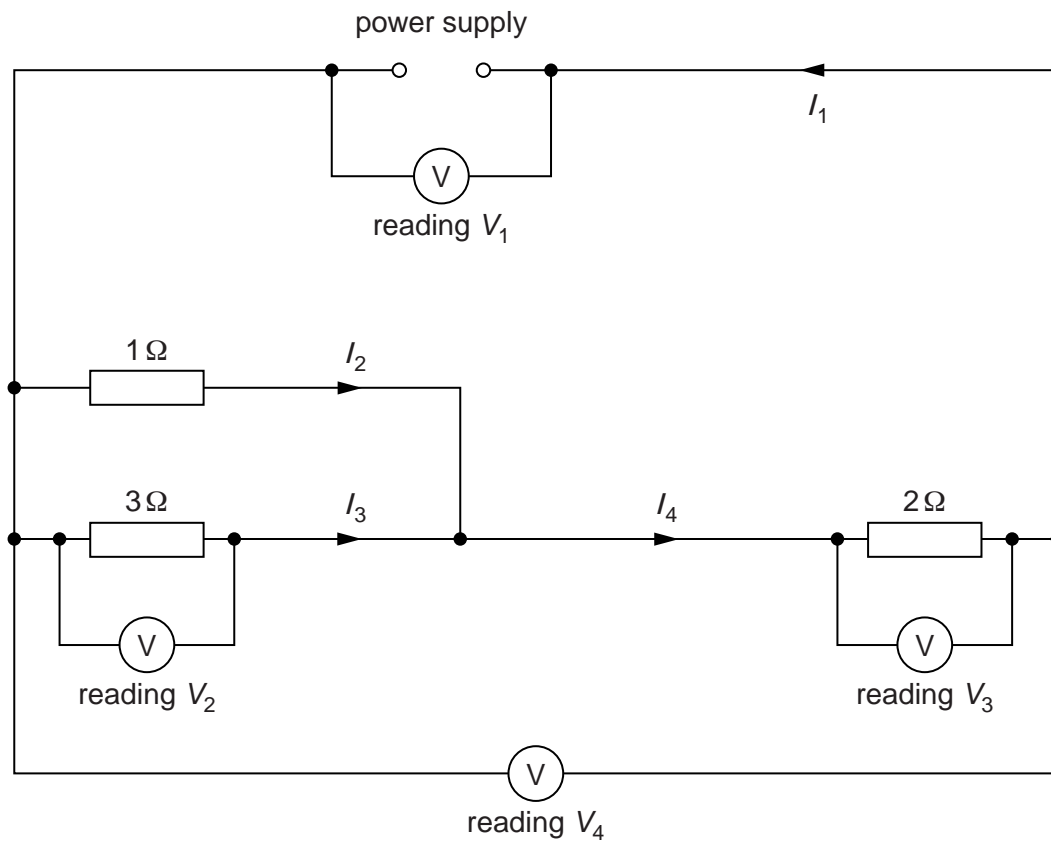 power supply
I1
V
reading V1
1 Ω
I2
3 Ω
I3
I4
2 Ω
V
V
reading V2
reading V3
V
reading V4